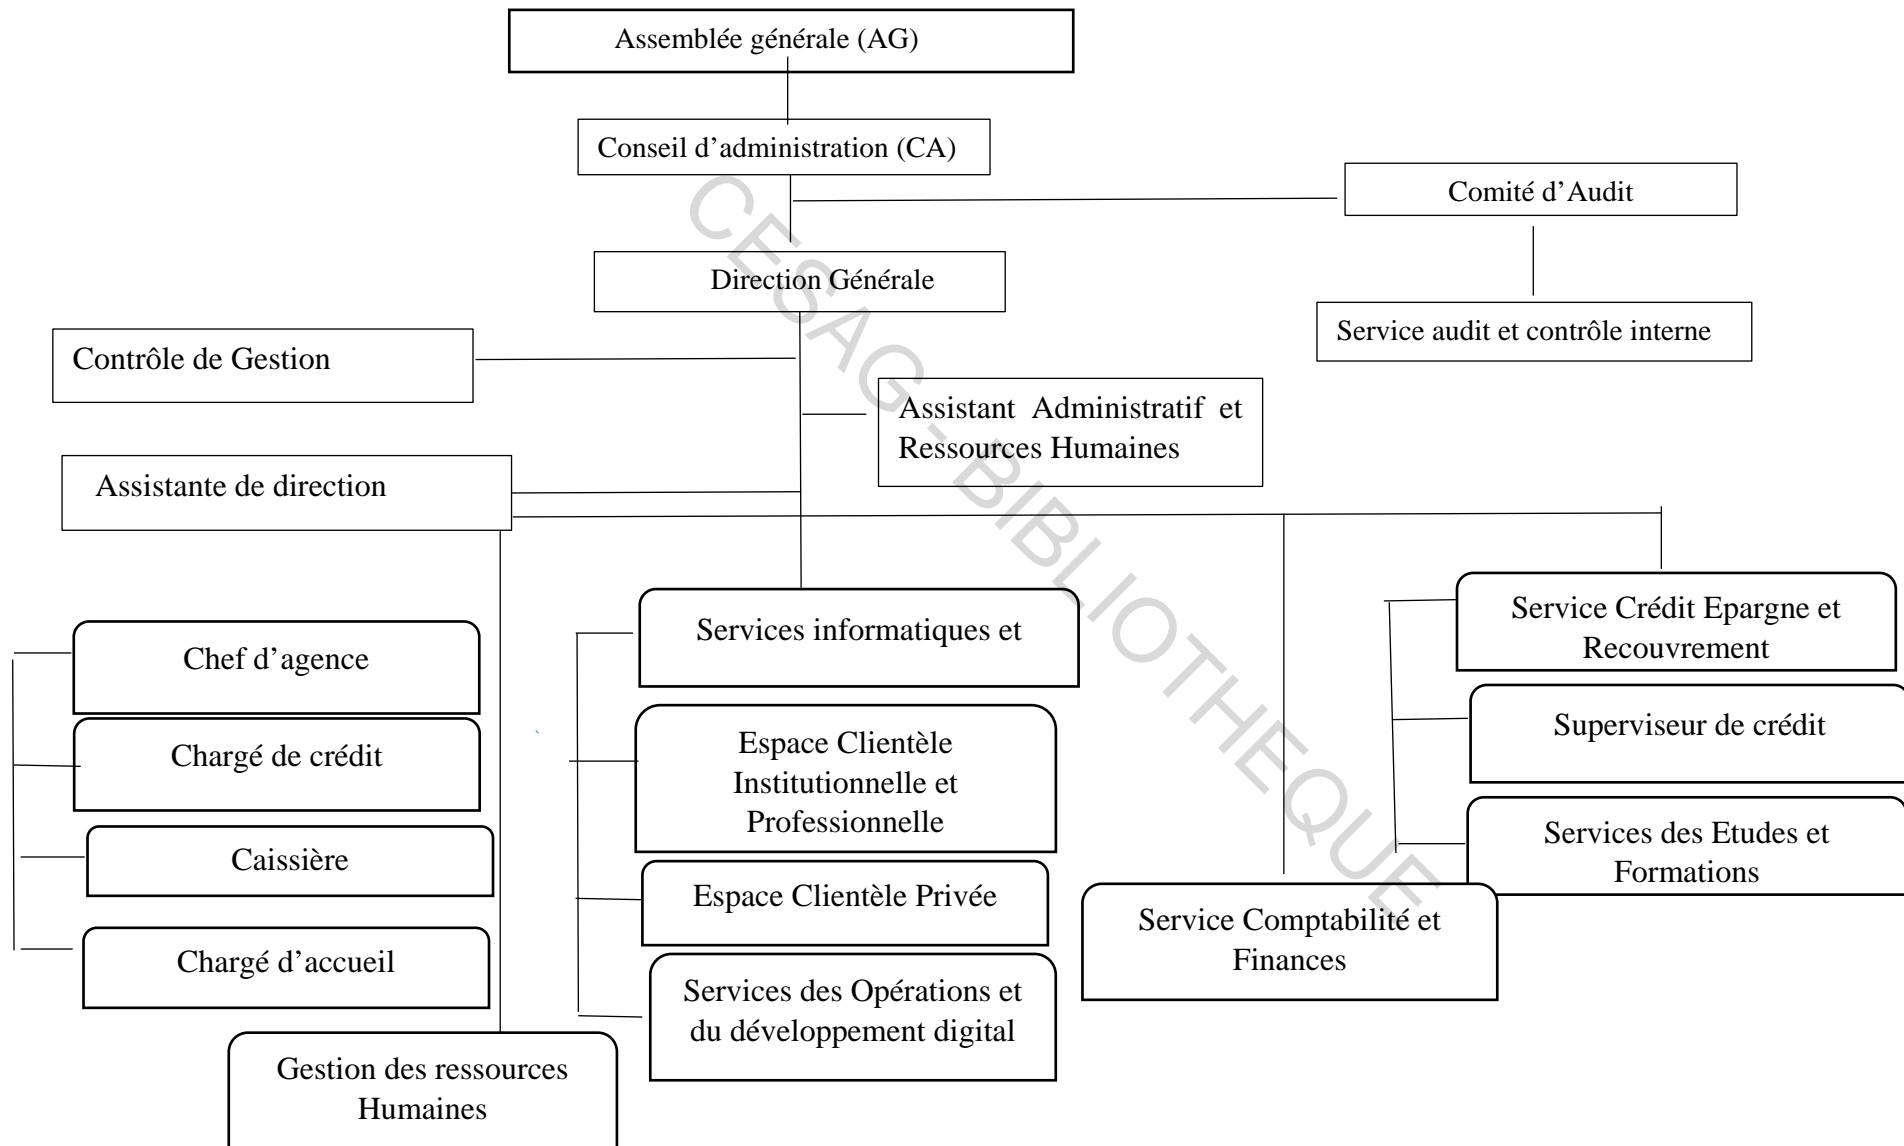 Assemblée générale (AG)
Conseil d’administration (CA)
Comité d’Audit
Direction Générale
Service audit et contrôle interne
Contrôle de Gestion
Assistant Administratif et
Ressources Humaines
Assistante de direction
Chef d’agence
Chargé de crédit
Caissière
Chargé d’accueil
Gestion des ressources
Humaines
Services informatiques et
Espace Clientèle
Institutionnelle et
Professionnelle
Espace Clientèle Privée
Services des Opérations et
du développement digital
Service Comptabilité et
Finances
Service Crédit Epargne et
Recouvrement
Superviseur de crédit
Services des Etudes et
Formations
CESAG - BIBLIOTHEQUE